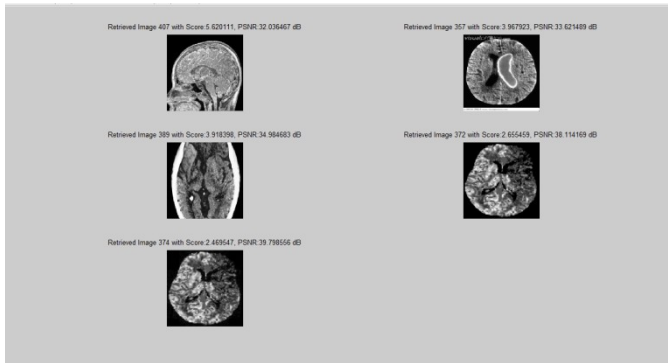 Retrieved Image 407 with Score:5.620111, PSNR:32.036467 dB
Retrieved Image 357 with Score:3.967923, PSNR:33.621489 dB
Retrieved Image 389 with Score:3.918398, PSNR:34.984683 dB
Retrieved Image 372 with Score:2.655459, PSNR:38.114169 dB
Retrieved Image 374 with Score:2.469547, PSNR:39.798556 dB